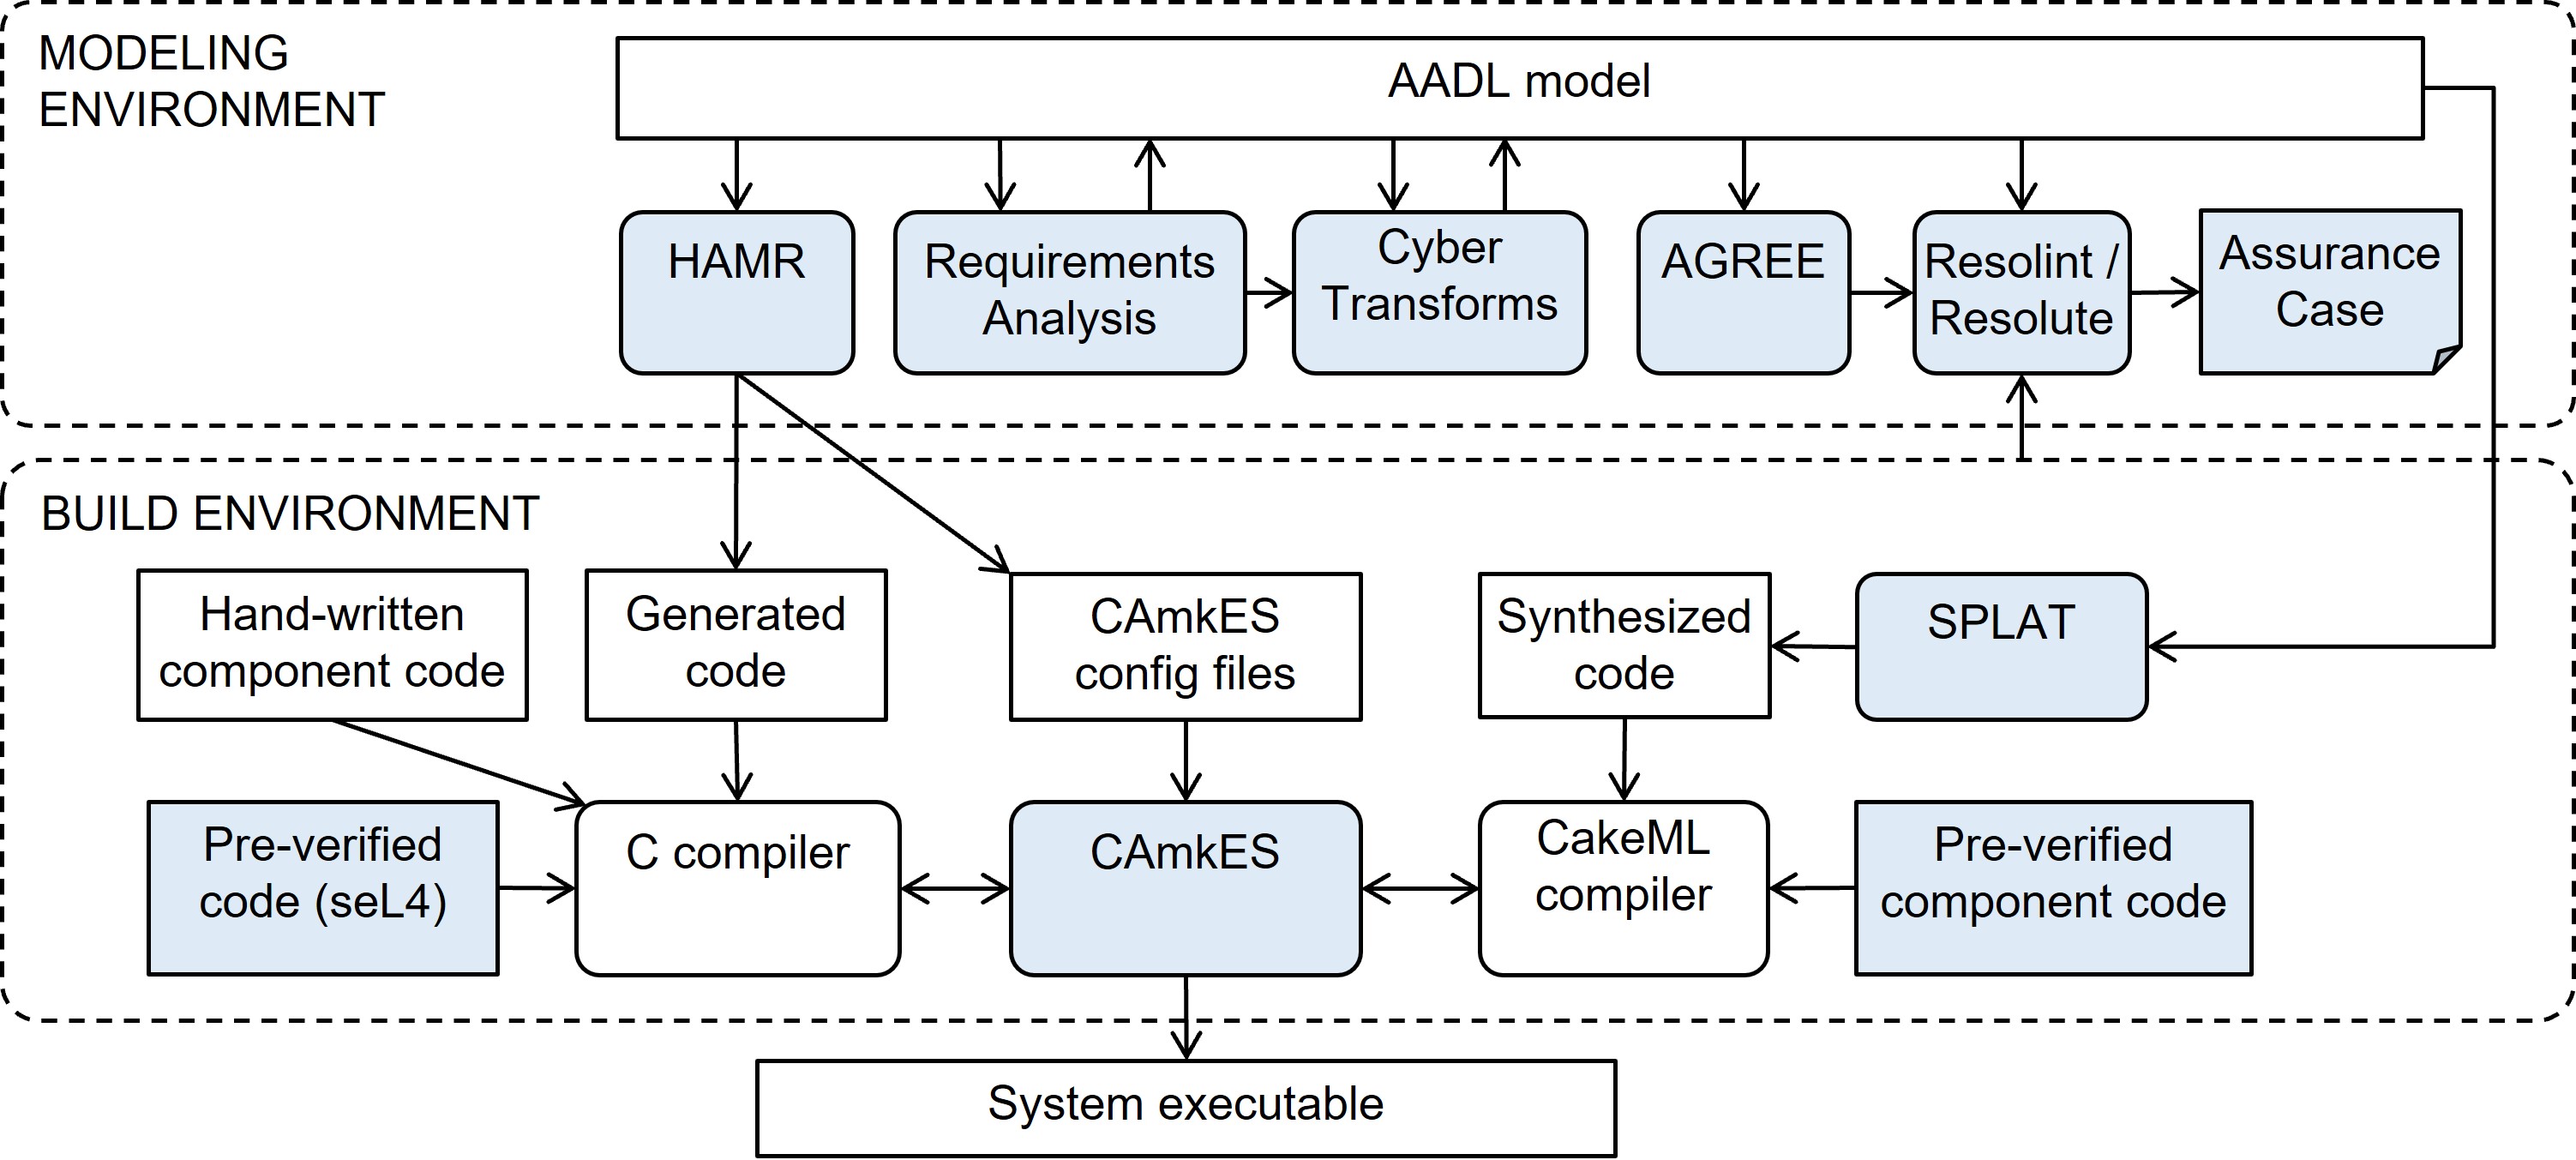 MODELING
ENVIRONMENT
AADL model
HAMR
Requirements
Analysis
Cyber
Transforms
AGREE
Resolint /
Resolute
Assurance
Case
BUILD ENVIRONMENT
Hand-written
component code
Generated
code
CAmkES
config files
Synthesized
code
SPLAT
Pre-verified
code (seL4)
C compiler
CAmkES
CakeML
compiler
Pre-verified
component code
System executable